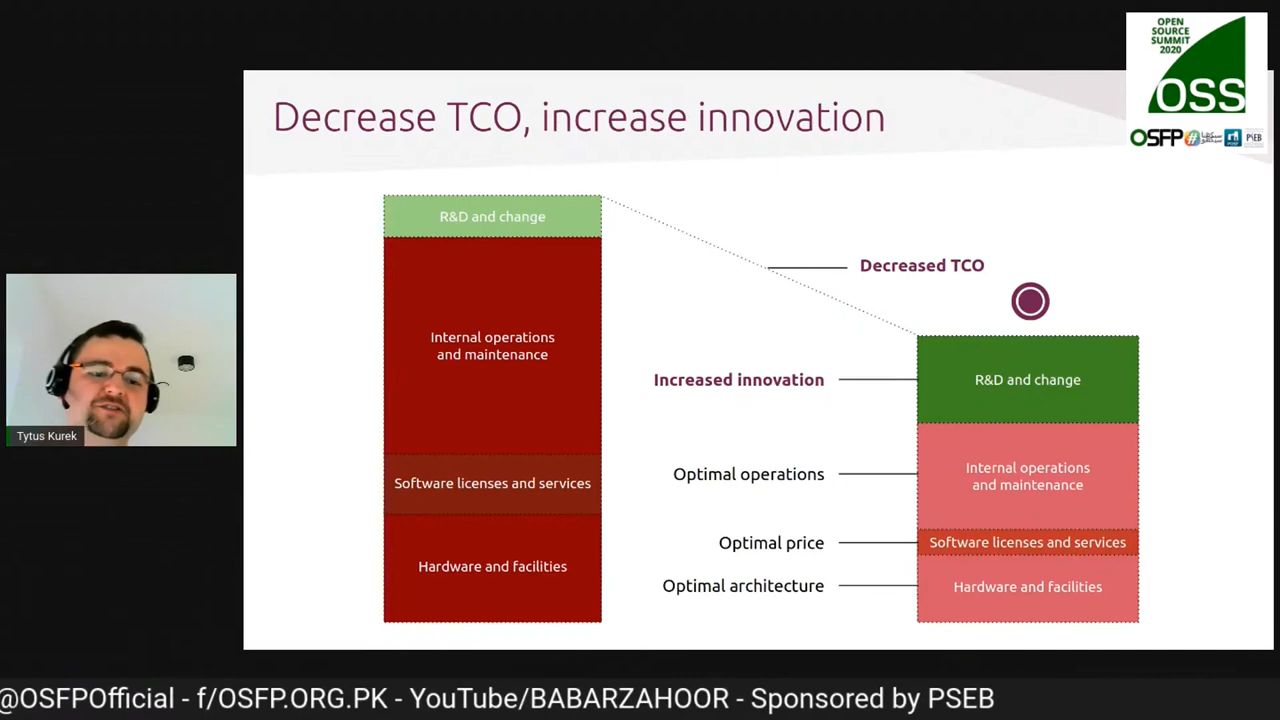 OPEN
SOURCE
SUMMIT
2020
OSS
OSFP
PSEB
Decrease TCO, increase innovation
R&D and change
Internal operations
and maintenance
Software licenses and services
Hardware and facilities
Decreased TCO
Increased innovation
Optimal operations
Optimal price
Optimal architecture
R&D and change
Internal operations
and maintenance
Software licenses and services
Hardware and facilities
Tytus Kurek
@OSFPOfficial - f/OSFP.ORG.PK - YouTube/BABARZAHOOR - Sponsored by PSEB